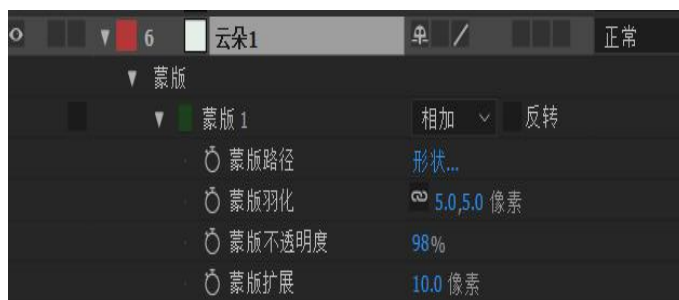 6 云朵1 正常
蒙版
蒙版 1 相加 反转
蒙版路径 形状...
蒙版羽化 5.0,5.0 像素
蒙版不透明度 98%
蒙版扩展 10.0 像素